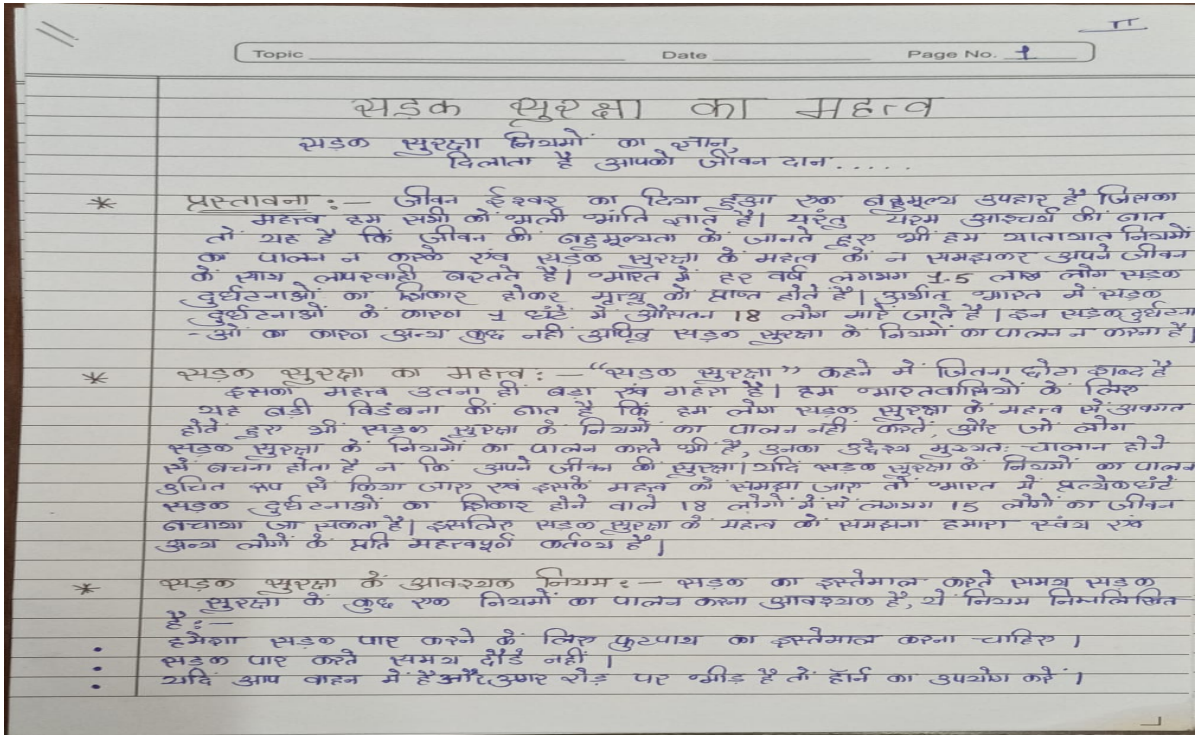 II
Topic Date Page No. 1
सड़क सुरक्षा का महत्व
सड़क सुरक्षा नियमों का ज्ञान,
दिलाता है आपको जीवन दान.....
* प्रस्तावना :— जीवन ईश्वर का दिया हुआ एक बहुमूल्य उपहार है जिसका
महत्त्व हम सभी को भली भांति ज्ञात है। परंतु चरम आश्चर्य की बात
तो यह है कि जीवन की बहुमूल्यता को जानते हुए भी हम यातायात नियमों
का पालन न करके एवं सड़क सुरक्षा के महत्व को न समझकर अपने जीवन
के साथ लापरवाही बरतते है। भारत में हर वर्ष लगभग 1.5 लाख लोग सड़क
दुर्घटनाओं का शिकार होकर मृत्यु को प्राप्त होते है। अर्थात् भारत में सड़क
दुर्घटनाओं के कारण 1 घंटे में औसतन 18 लोग मारे जाते है। इन सड़क दुर्घटना
ओं का कारण अन्य कुछ नहीं अपितु सड़क सुरक्षा के नियमों का पालन न करना है।
* सड़क सुरक्षा का महत्व :— “सड़क सुरक्षा” कहने में जितना छोटा शब्द है
इसका महत्त्व उतना ही बड़ा एवं गहरा है। हम भारतवासियों के लिए
यह बड़ी विडंबना की बात है कि हम लोग सड़क सुरक्षा के महत्व से अवगत
होते हुए भी सड़क सुरक्षा के नियमों का पालन नहीं करते, और जो लोग
सड़क सुरक्षा के नियमों का पालन करते भी है, उनका उद्देश्य मुख्यतः चालान होने
से बचना होता है न कि अपने जीवन की सुरक्षा। यदि सड़क सुरक्षा के नियमों का पालन
उचित रूप से किया जाए एवं इसके महत्व को समझा जाए तो भारत में प्रत्येक घंटे
सड़क दुर्घटनाओं का शिकार होने वाले 18 लोगों में से लगभग 15 लोगों का जीवन
बचाया जा सकता है। इसलिए सड़क सुरक्षा के महत्व को समझना हमारा स्वंय एवं
अन्य लोगों के प्रति महत्त्वपूर्ण कर्तव्य है।
* सड़क सुरक्षा के आवश्यक नियम :— सड़क का इस्तेमाल करते समय सड़क
सुरक्षा के कुछ एक नियमों का पालन करना आवश्यक है, ये नियम निम्नलिखित
है :—
• हमेशा सड़क पार करने के लिए फुटपाथ का इस्तेमाल करना चाहिए।
• सड़क पार करते समय दौडे नहीं।
• यदि आप वाहन में है और अगर रोड़ पर भीड़ है तो हॉर्न का उपयोग करें।